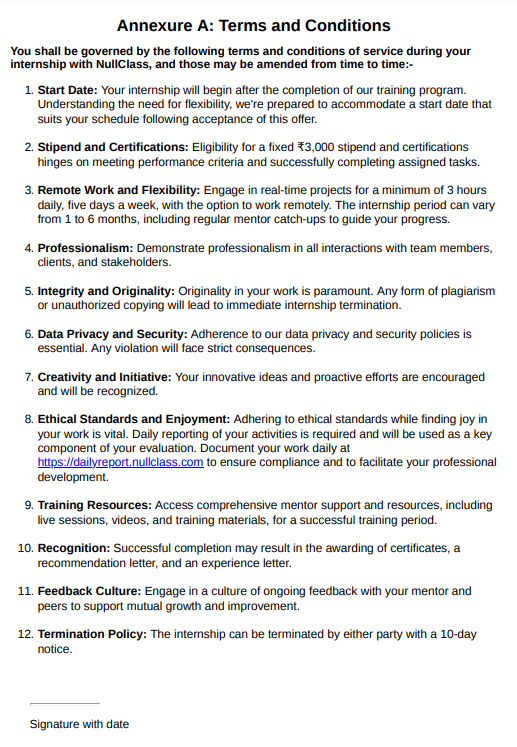 Annexure A: Terms and Conditions
You shall be governed by the following terms and conditions of service during your
internship with NullClass, and those may be amended from time to time:-
1. Start Date: Your internship will begin after the completion of our training program.
Understanding the need for flexibility, we're prepared to accommodate a start date that
suits your schedule following acceptance of this offer.
2. Stipend and Certifications: Eligibility for a fixed ₹3,000 stipend and certifications
hinges on meeting performance criteria and successfully completing assigned tasks.
3. Remote Work and Flexibility: Engage in real-time projects for a minimum of 3 hours
daily, five days a week, with the option to work remotely. The internship period can vary
from 1 to 6 months, including regular mentor catch-ups to guide your progress.
4. Professionalism: Demonstrate professionalism in all interactions with team members,
clients, and stakeholders.
5. Integrity and Originality: Originality in your work is paramount. Any form of plagiarism
or unauthorized copying will lead to immediate internship termination.
6. Data Privacy and Security: Adherence to our data privacy and security policies is
essential. Any violation will face strict consequences.
7. Creativity and Initiative: Your innovative ideas and proactive efforts are encouraged
and will be recognized.
8. Ethical Standards and Enjoyment: Adhering to ethical standards while finding joy in
your work is vital. Daily reporting of your activities is required and will be used as a key
component of your evaluation. Document your work daily at
https://dailyreport.nullclass.com to ensure compliance and to facilitate your professional
development.
9. Training Resources: Access comprehensive mentor support and resources, including
live sessions, videos, and training materials, for a successful training period.
10. Recognition: Successful completion may result in the awarding of certificates, a
recommendation letter, and an experience letter.
11. Feedback Culture: Engage in a culture of ongoing feedback with your mentor and
peers to support mutual growth and improvement.
12. Termination Policy: The internship can be terminated by either party with a 10-day
notice.
Signature with date